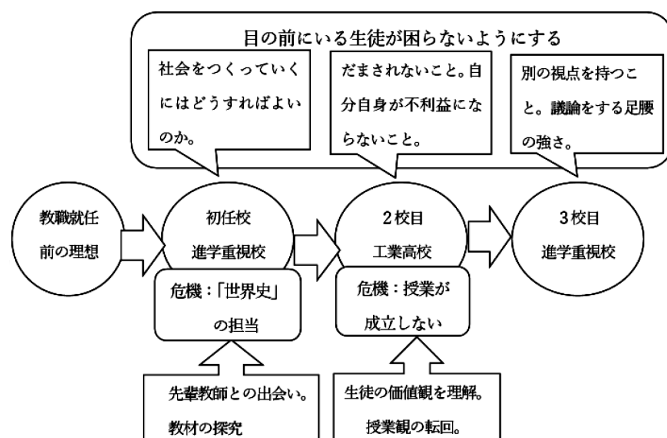 目の前にいる生徒が困らないようにする
社会をつくっていく
にはどうすればよい
のか。
だまされないこと。自
分自身が不利益にな
らないこと。
別の視点を持つこ
と。議論をする足腰
の強さ。
教職就任
前の理想
初任校
進学重視校
2校目
工業高校
3校目
進学重視校
危機:「世界史」
の担当
危機:授業が
成立しない
先輩教師との出会い。
教材の探究
生徒の価値観を理解。
授業観の転回。